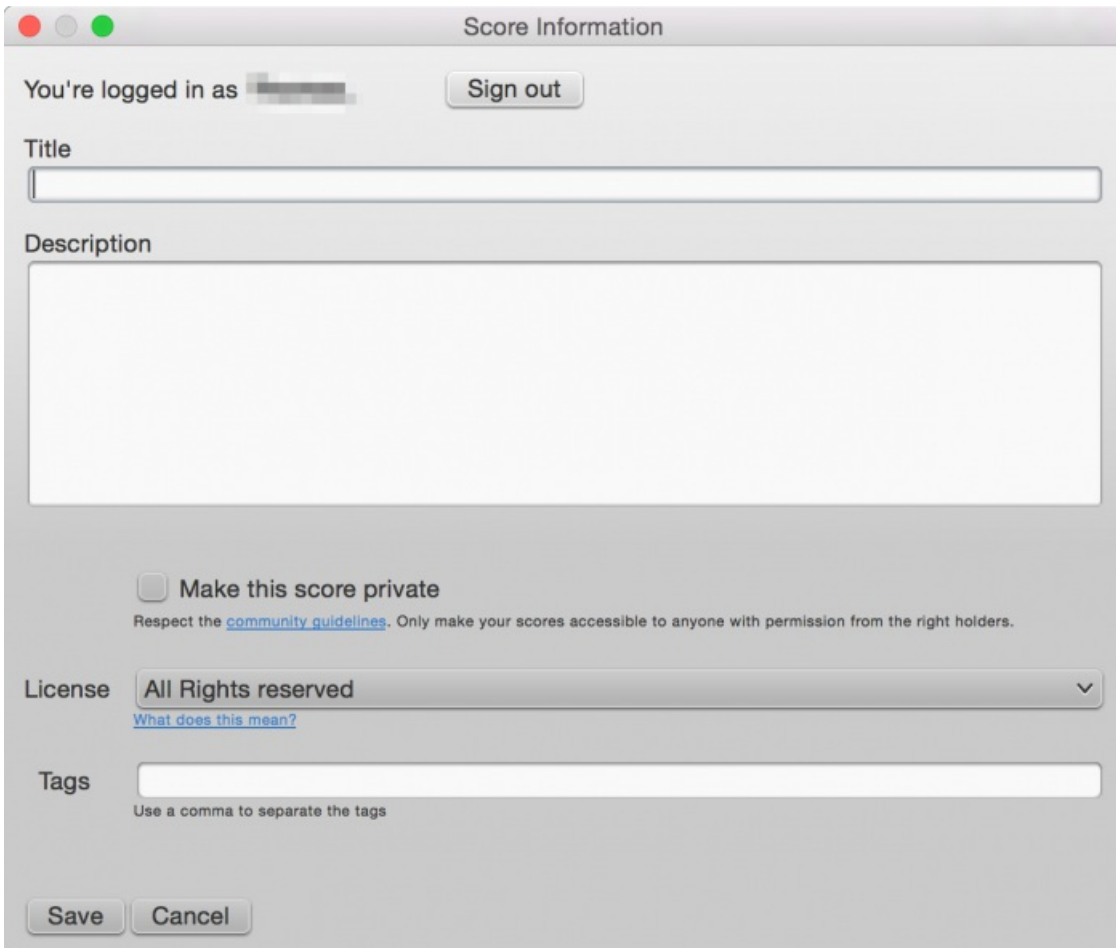 Score Information
You're logged in as Sign out
Title
Description
Make this score private
Respect the community guidelines. Only make your scores accessible to anyone with permission from the right holders.
License All Rights reserved
What does this mean?
Tags
Use a comma to separate the tags
Save Cancel